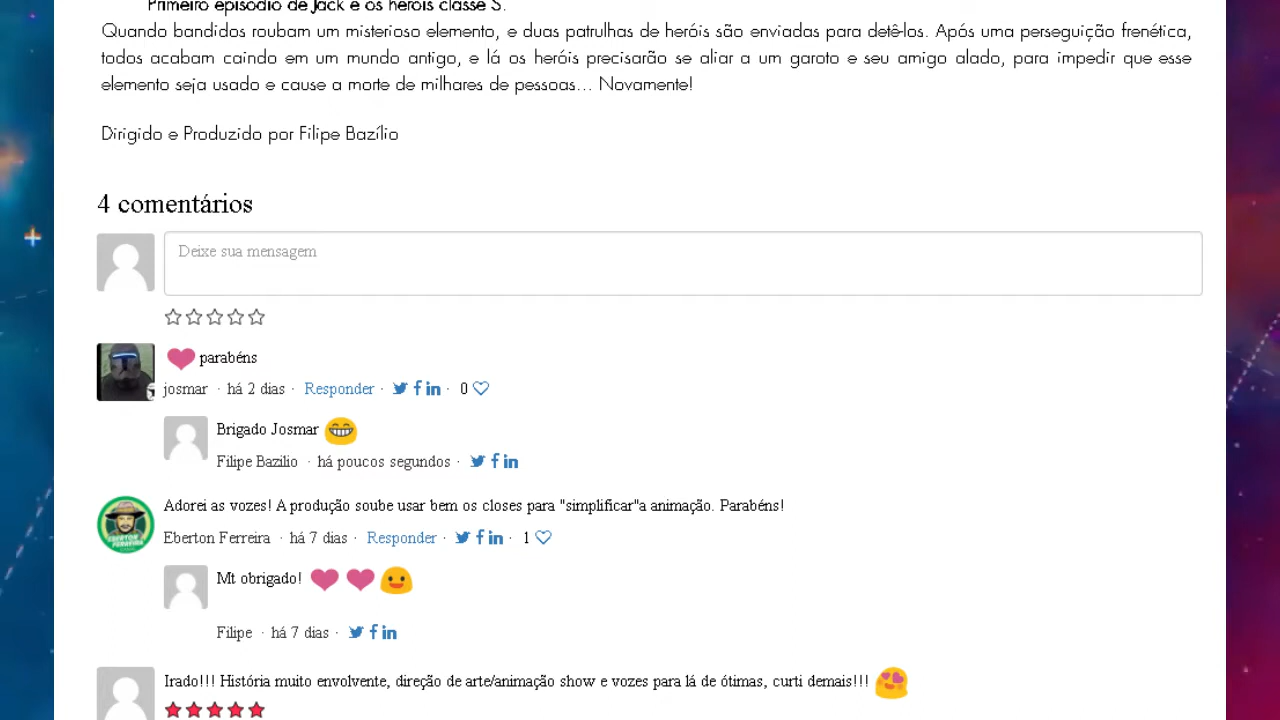 Primeiro episódio de Jack e os heróis classe S.
Quando bandidos roubam um misterioso elemento, e duas patrulhas de heróis são enviadas para detê-los. Após uma perseguição frenética,
todos acabam caindo em um mundo antigo, e lá os heróis precisarão se aliar a um garoto e seu amigo alado, para impedir que esse
elemento seja usado e cause a morte de milhares de pessoas... Novamente!
Dirigido e Produzido por Filipe Bazílio
4 comentários
Deixe sua mensagem
parabéns
josmar · há 2 dias · Responder · · 0
Brigado Josmar
Filipe Bazilio · há poucos segundos ·
Adorei as vozes! A produção soube usar bem os closes para "simplificar"a animação. Parabéns!
Eberton Ferreira · há 7 dias · Responder · · 1
Mt obrigado!
Filipe · há 7 dias ·
Irado!!! História muito envolvente, direção de arte/animação show e vozes para lá de ótimas, curti demais!!!